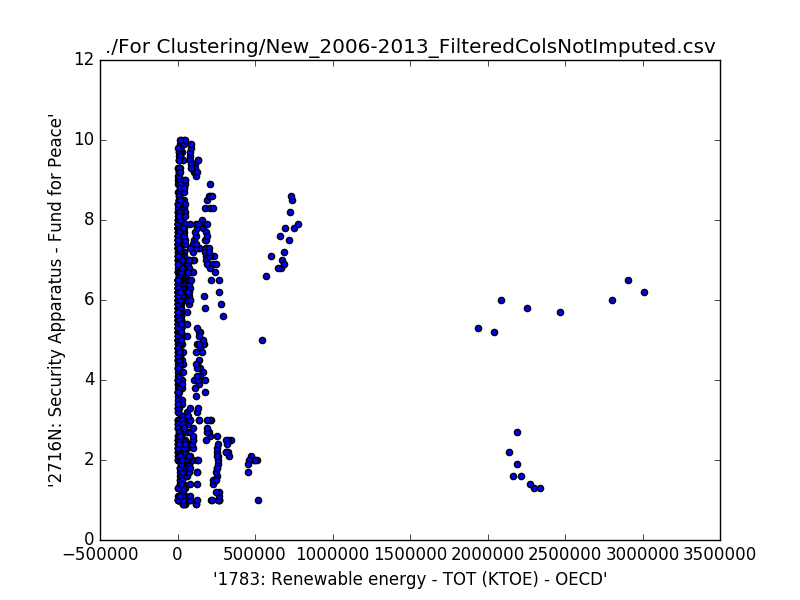 ./For Clustering/New_2006-2013_FilteredColsNotImputed.csv
'2716N: Security Apparatus - Fund for Peace'
12
10
8
6
4
2
0
−500000 0 500000 1000000 1500000 2000000 2500000 3000000 3500000
'1783: Renewable energy - TOT (KTOE) - OECD'